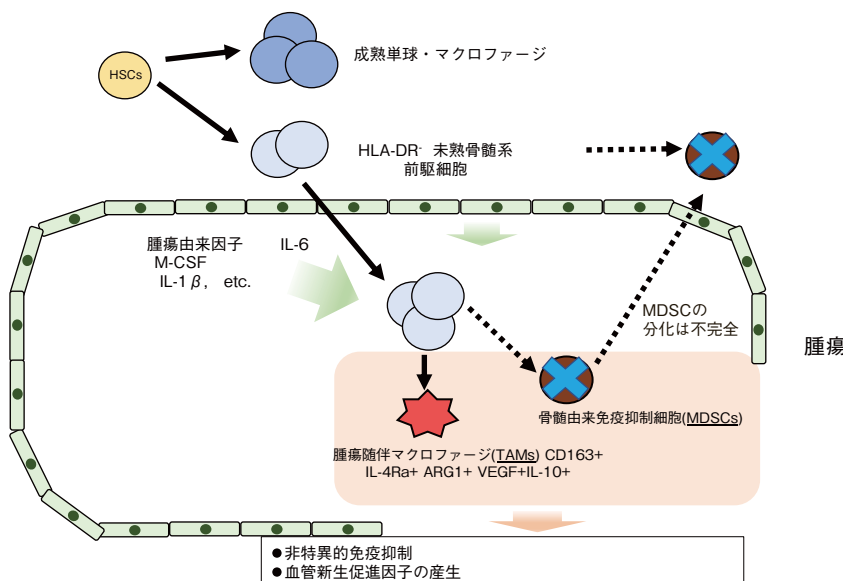 成熟単球・マクロファージ
HSCs
HLA-DR⁻ 未熟骨髄系
前駆細胞
腫瘍由来因子 IL-6
M-CSF
IL-1β, etc.
MDSCの
分化は不完全
腫瘍
骨髄由来免疫抑制細胞(MDSCs)
腫瘍随伴マクロファージ(TAMs) CD163+
IL-4Ra+ ARG1+ VEGF+IL-10+
●非特異的免疫抑制
●血管新生促進因子の産生